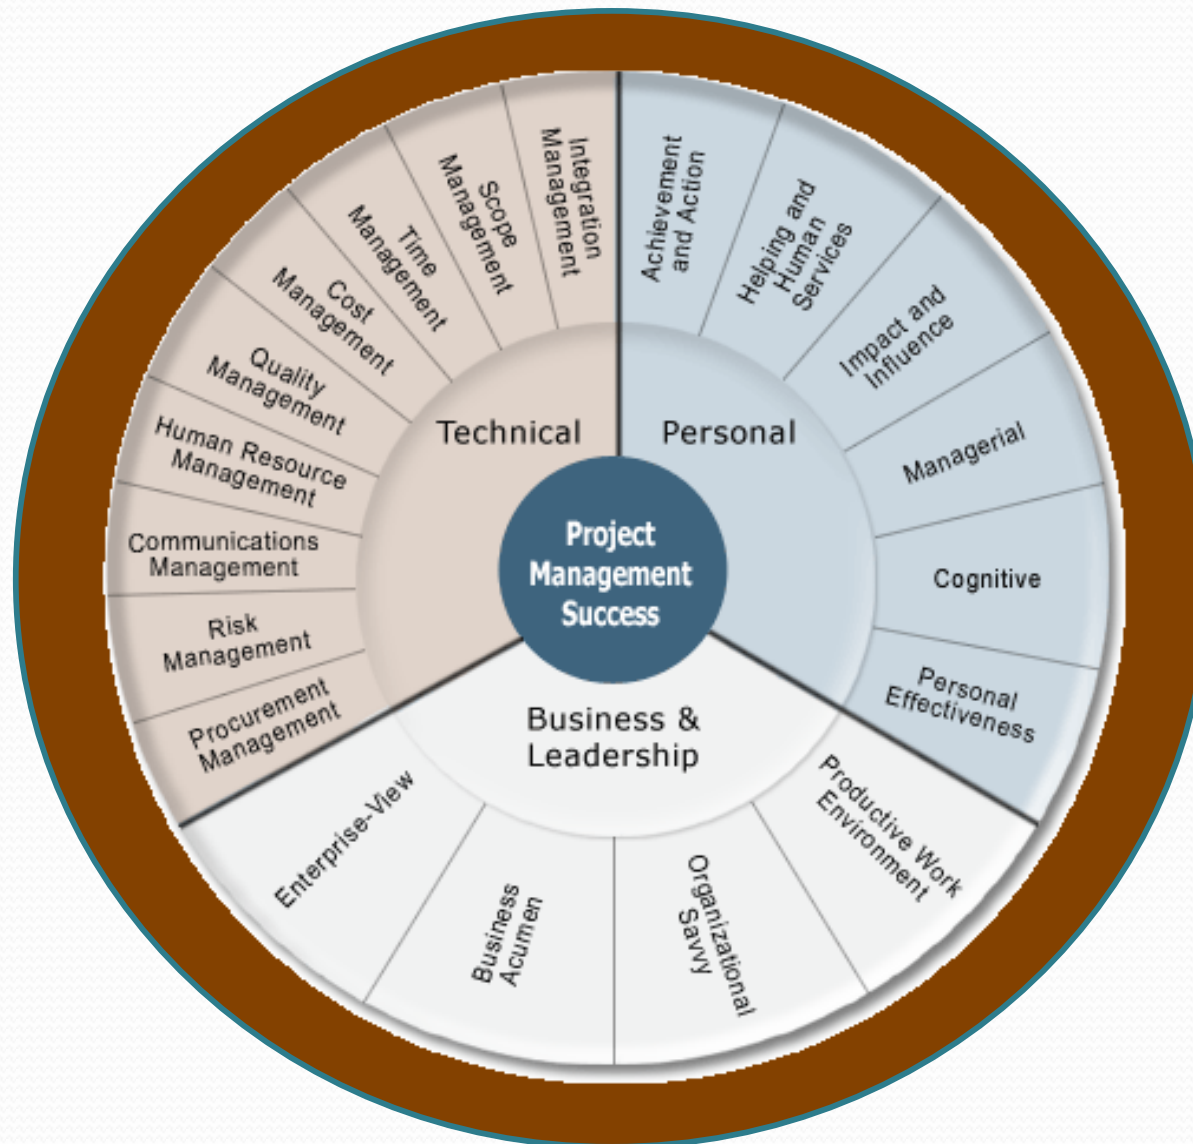 Integration
Management
Scope
Management
Time
Management
Cost
Management
Quality
Management
Human Resource
Management
Communications
Management
Risk
Management
Procurement
Management
Technical
Achievement
and Action
Helping and
Human
Services
Impact and
Influence
Managerial
Cognitive
Personal
Effectiveness
Personal
Project
Management
Success
Business &
Leadership
Enterprise-View
Business
Acumen
Organizational
Savvy
Productive Work
Environment